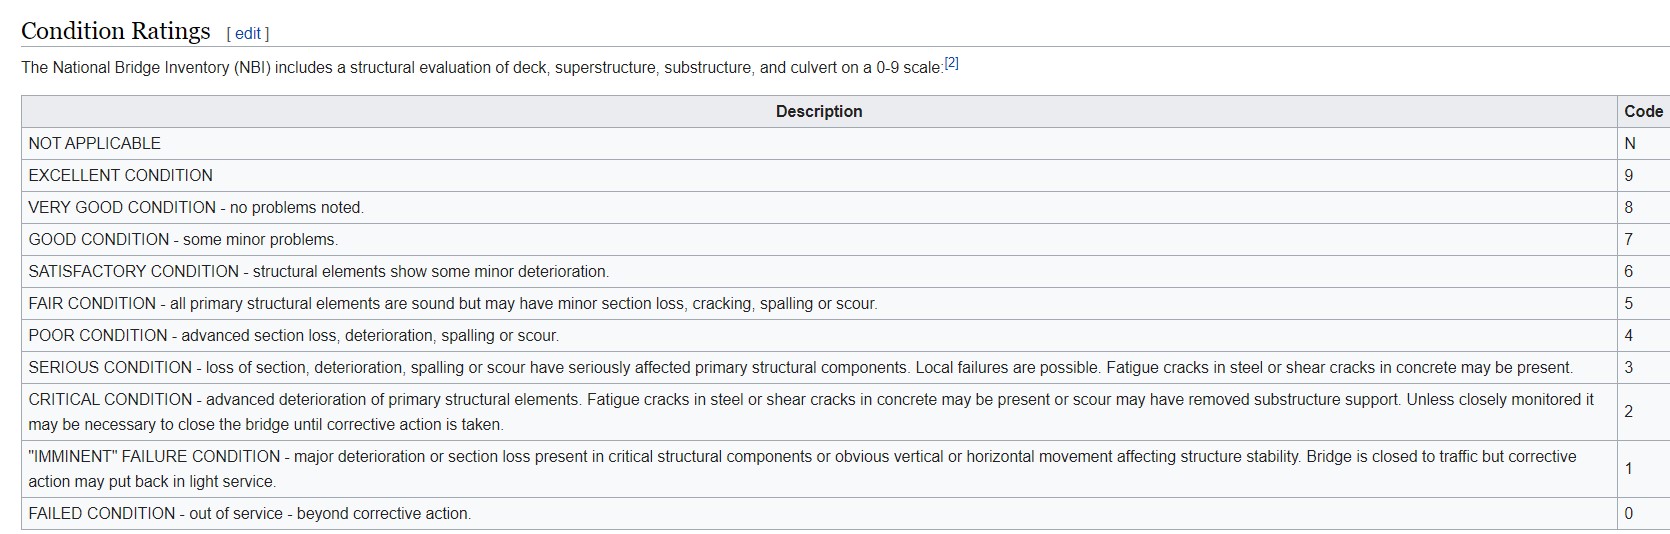 Condition Ratings [ edit ]
The National Bridge Inventory (NBI) includes a structural evaluation of deck, superstructure, substructure, and culvert on a 0-9 scale:[2]
Description Code
NOT APPLICABLE N
EXCELLENT CONDITION 9
VERY GOOD CONDITION - no problems noted. 8
GOOD CONDITION - some minor problems. 7
SATISFACTORY CONDITION - structural elements show some minor deterioration. 6
FAIR CONDITION - all primary structural elements are sound but may have minor section loss, cracking, spalling or scour. 5
POOR CONDITION - advanced section loss, deterioration, spalling or scour. 4
SERIOUS CONDITION - loss of section, deterioration, spalling or scour have seriously affected primary structural components. Local failures are possible. Fatigue cracks in steel or shear cracks in concrete may be present. 3
CRITICAL CONDITION - advanced deterioration of primary structural elements. Fatigue cracks in steel or shear cracks in concrete may be present or scour may have removed substructure support. Unless closely monitored it
may be necessary to close the bridge until corrective action is taken. 2
"IMMINENT" FAILURE CONDITION - major deterioration or section loss present in critical structural components or obvious vertical or horizontal movement affecting structure stability. Bridge is closed to traffic but corrective
action may put back in light service. 1
FAILED CONDITION - out of service - beyond corrective action. 0